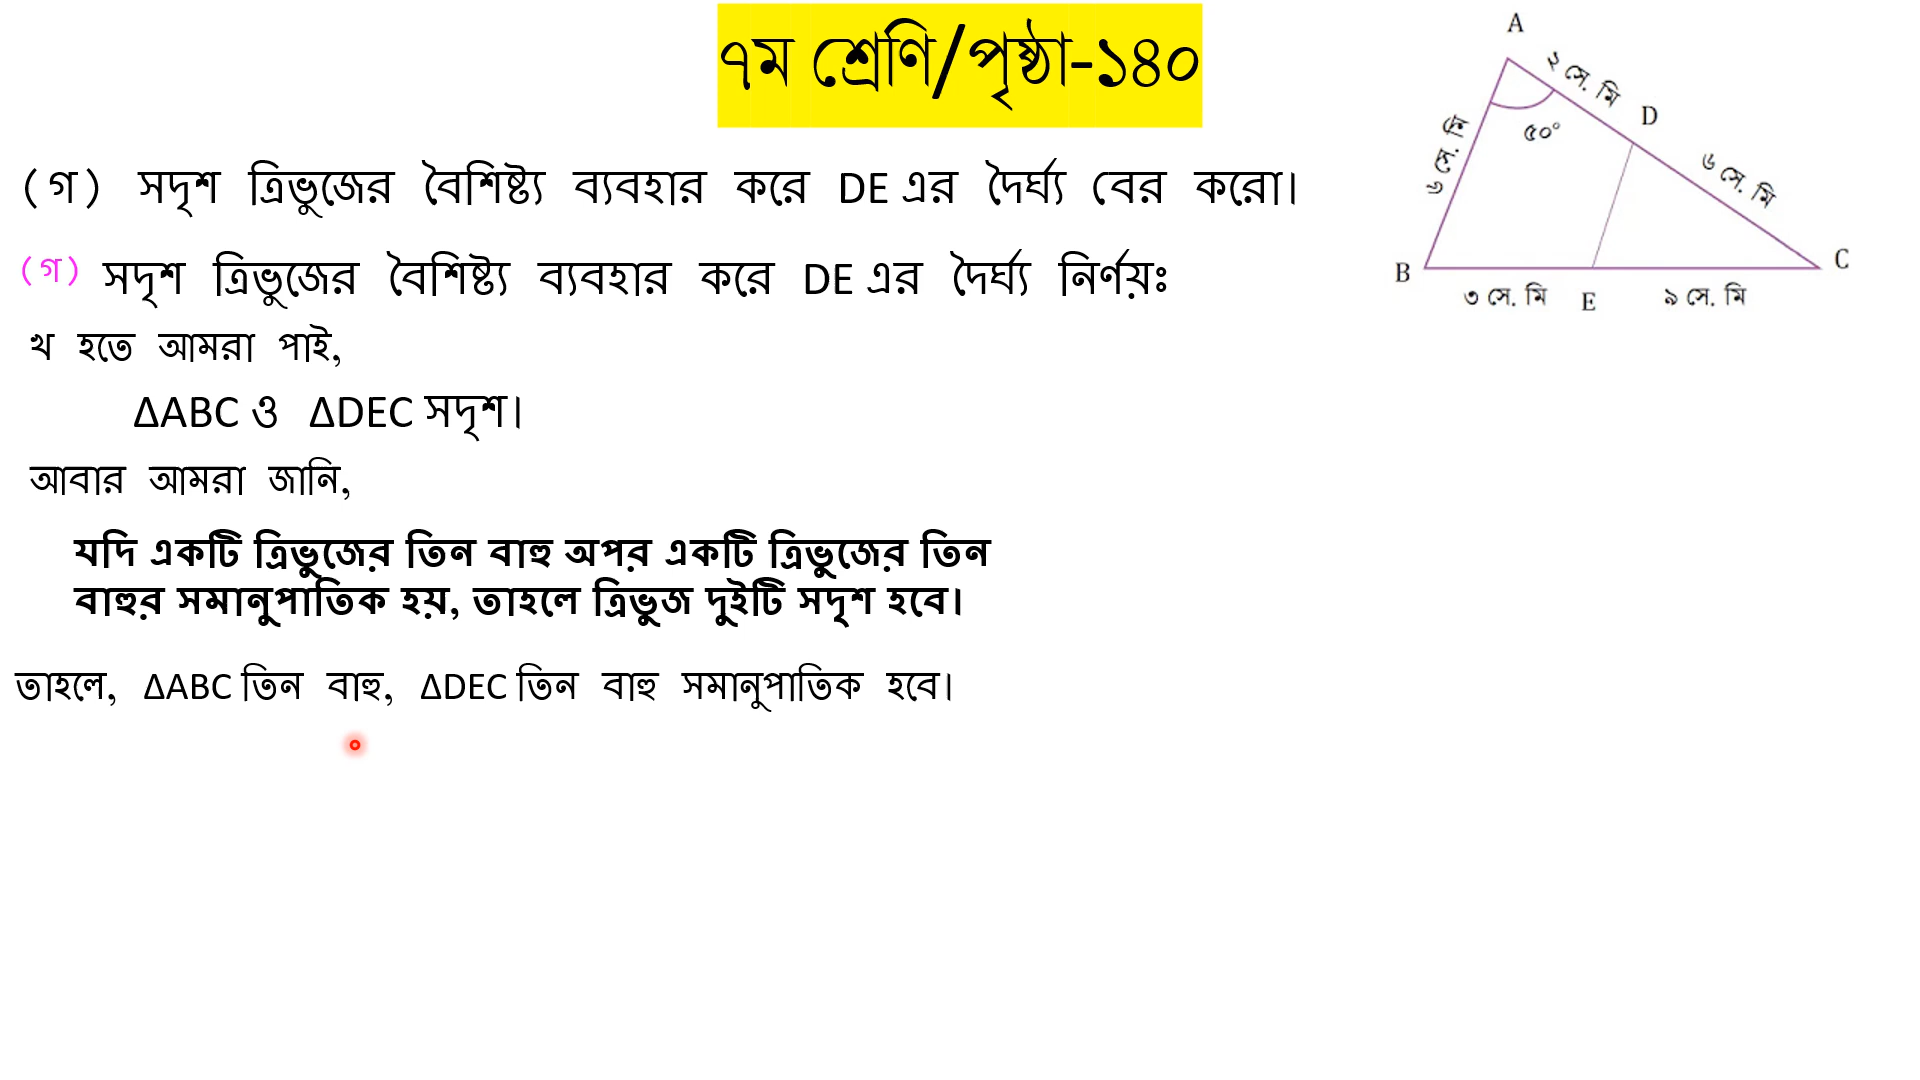 ৭ম শ্রেণি/পৃষ্ঠা-১৪০
(গ) সদৃশ ত্রিভুজের বৈশিষ্ট্য ব্যবহার করে DE এর দৈর্ঘ্য বের করো।
(গ) সদৃশ ত্রিভুজের বৈশিষ্ট্য ব্যবহার করে DE এর দৈর্ঘ্য নির্ণয়ঃ
খ হতে আমরা পাই,
ΔABC ও ΔDEC সদৃশ।
আবার আমরা জানি,
যদি একটি ত্রিভুজের তিন বাহু অপর একটি ত্রিভুজের তিন
বাহুর সমানুপাতিক হয়, তাহলে ত্রিভুজ দুইটি সদৃশ হবে।
তাহলে, ΔABC তিন বাহু, ΔDEC তিন বাহু সমানুপাতিক হবে।
A
২ সে. মি
D
৫০°
৬ সে. মি
৬ সে. মি
B
C
৩ সে. মি
E
৯ সে. মি